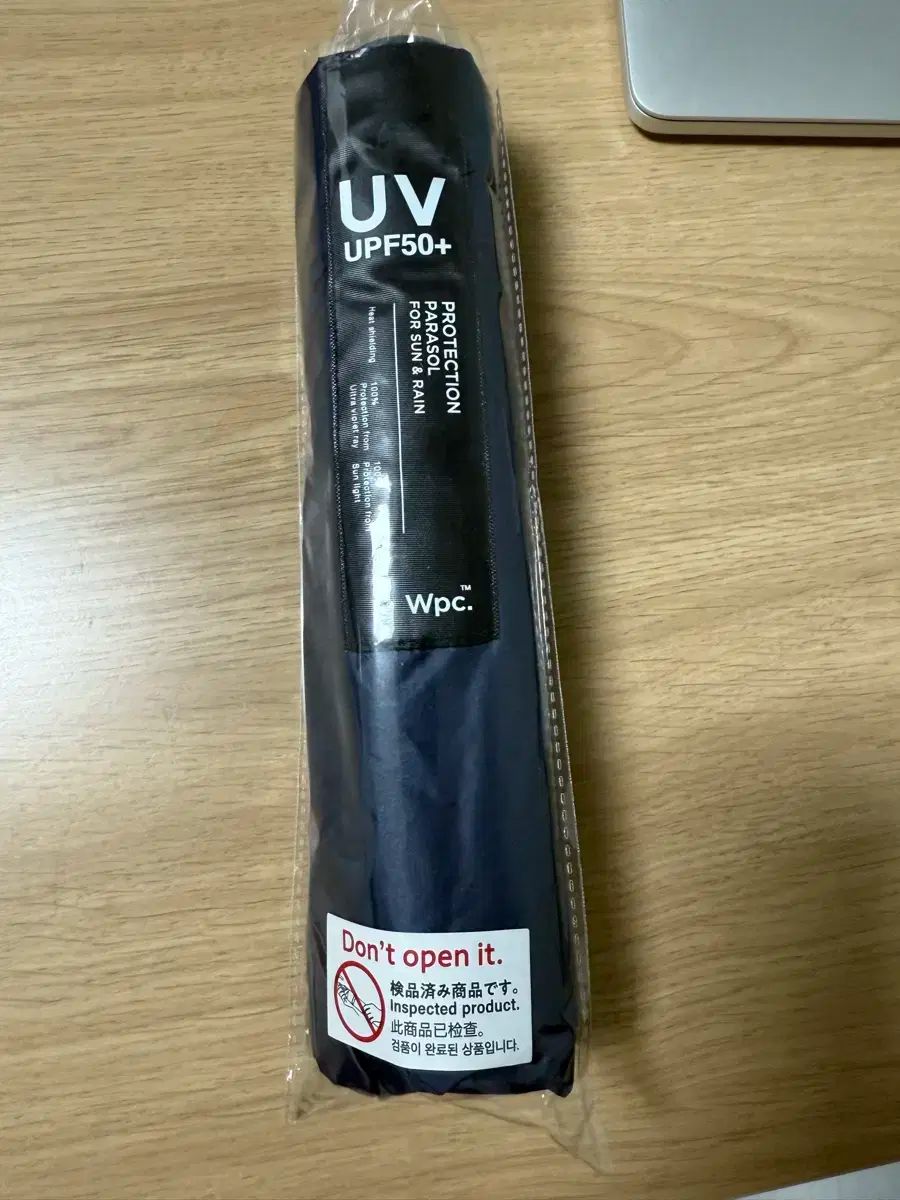 UV
UPF50+
PROTECTION
PARASOL
FOR SUN & RAIN
Heat shielding
100%
Protection from
Ultra violet ray
Protection from
Sun light
Wpc.™
Don't open it.
検品済み商品です。
Inspected product.
此商品已检查。
검품이 완료된 상품입니다.